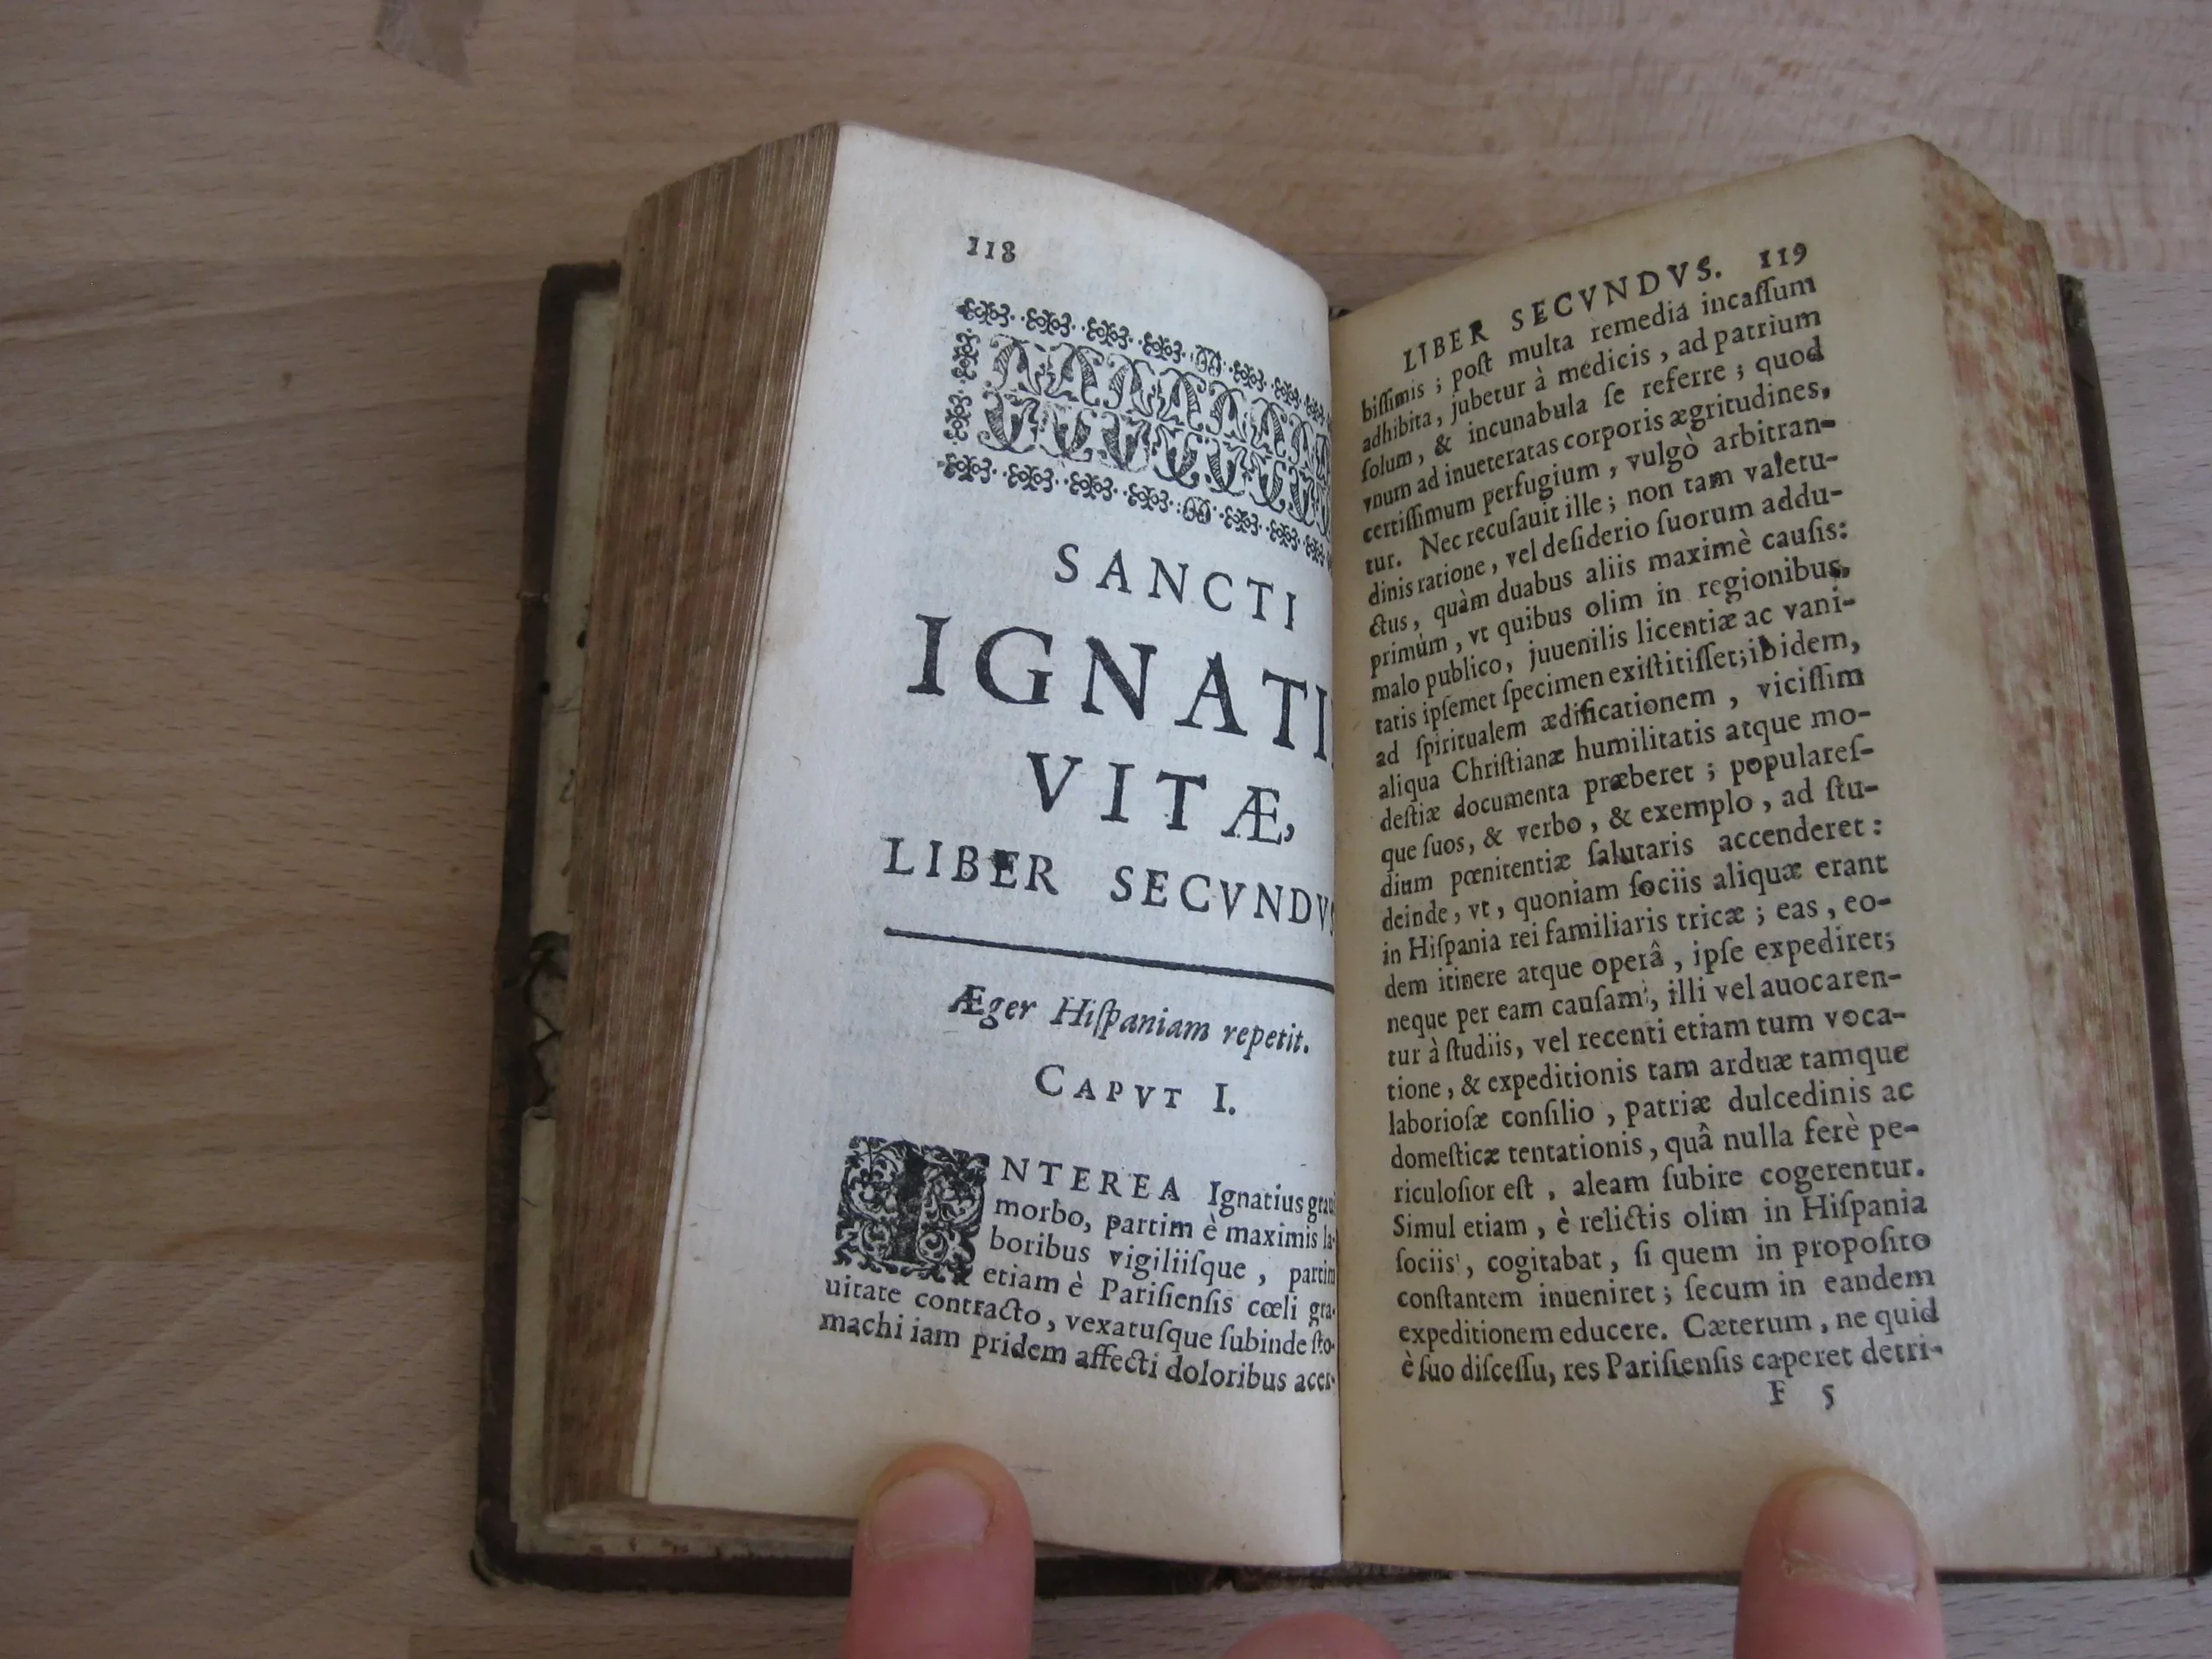 118
SANCTI
IGNATI
VITÆ,
LIBER SECVNDVS
Æger Hiſpaniam repetit.
CAPVT I.
INTEREA Ignatius graui
morbo, partim è maximis la-
boribus vigiliiſque, partim
etiam è Pariſienſis cœli gra-
uitate contracto, vexatuſque ſubinde ſto-
machi iam pridem affecti doloribus acer-
LIBER SECVNDVS. 119
biſſimis; poſt multa remedia incaſſum
adhibita, jubetur à medicis, ad patrium
ſolum, & incunabula ſe referre; quod
vnum ad inueteratas corporis ægritudines,
certiſſimum perfugium, vulgò arbitran-
tur. Nec recuſauit ille; non tam valetu-
dinis ratione, vel deſiderio ſuorum addu-
ctus, quàm duabus aliis maximè cauſis:
primùm, vt quibus olim in regionibus,
malo publico, juuenilis licentiæ ac vani-
tatis ipſemet ſpecimen exiſtitiſſet; ibidem,
ad ſpiritualem ædificationem, viciſſim
aliqua Chriſtianæ humilitatis atque mo-
deſtiæ documenta præberet; populareſ-
que ſuos, & verbo, & exemplo, ad ſtu-
dium pœnitentiæ ſalutaris accenderet:
deinde, vt, quoniam ſociis aliquæ erant
in Hiſpania rei familiaris tricæ; eas, eo-
dem itinere atque operâ, ipſe expediret;
neque per eam cauſam, illi vel auocaren-
tur à ſtudiis, vel recenti etiam tum voca-
tione, & expeditionis tam arduæ tamque
laborioſæ conſilio, patriæ dulcedinis ac
domeſticæ tentationis, quâ nulla ferè pe-
riculoſior eſt, aleam ſubire cogerentur.
Simul etiam, è relictis olim in Hiſpania
ſociis, cogitabat, ſi quem in propoſito
conſtantem inueniret; ſecum in eandem
expeditionem educere. Cæterum, ne quid
è ſuo diſceſſu, res Pariſienſis caperet detri-
F 5